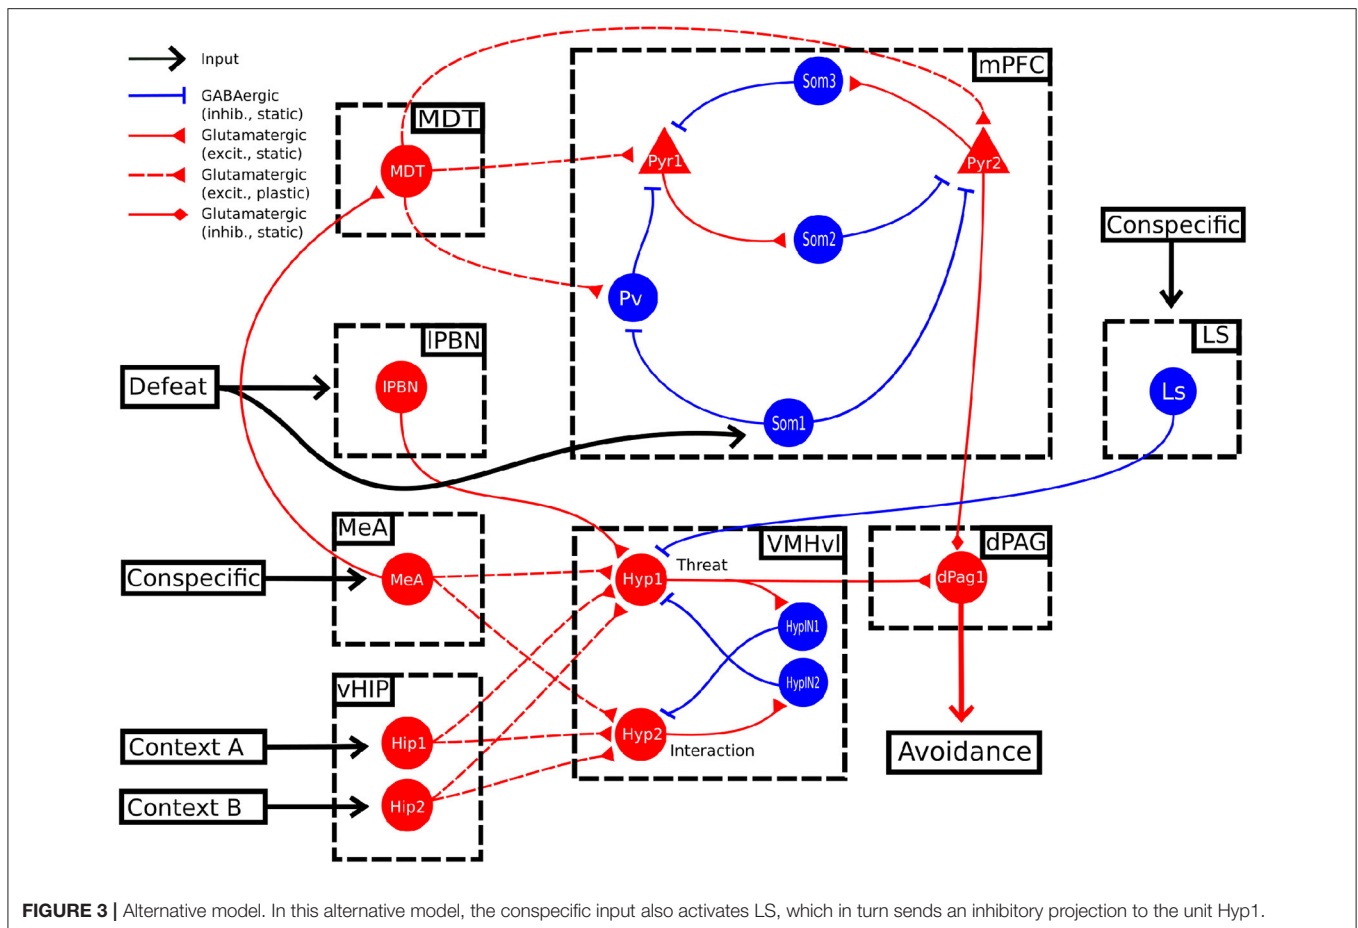 Input
GABAergic
(inhib., static)
Glutamatergic
(excit., static)
Glutamatergic
(excit., plastic)
Glutamatergic
(inhib., static)
MDT
MDT
mPFC
Som3
Pyr1
Pyr2
Som2
Pv
Som1
Conspecific
LS
Ls
Defeat
lPBN
lPBN
MeA
Conspecific
MeA
VMHvl
Threat
Hyp1
HypIN1
HypIN2
Hyp2
Interaction
dPAG
dPag1
Avoidance
vHIP
Context A
Hip1
Context B
Hip2
FIGURE 3 | Alternative model. In this alternative model, the conspecific input also activates LS, which in turn sends an inhibitory projection to the unit Hyp1.